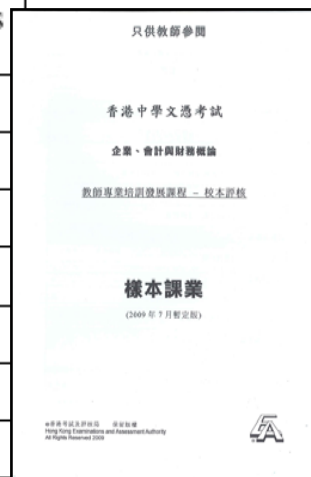 只供教師參閱
香港中學文憑考試
企業、會計與財務概論
教師專業培訓發展課程 – 校本評核
樣本課業
(2009 年 7 月暫定版)
©香港考試及評核局 保留版權
Hong Kong Examinations and Assessment Authority
All Rights Reserved 2009